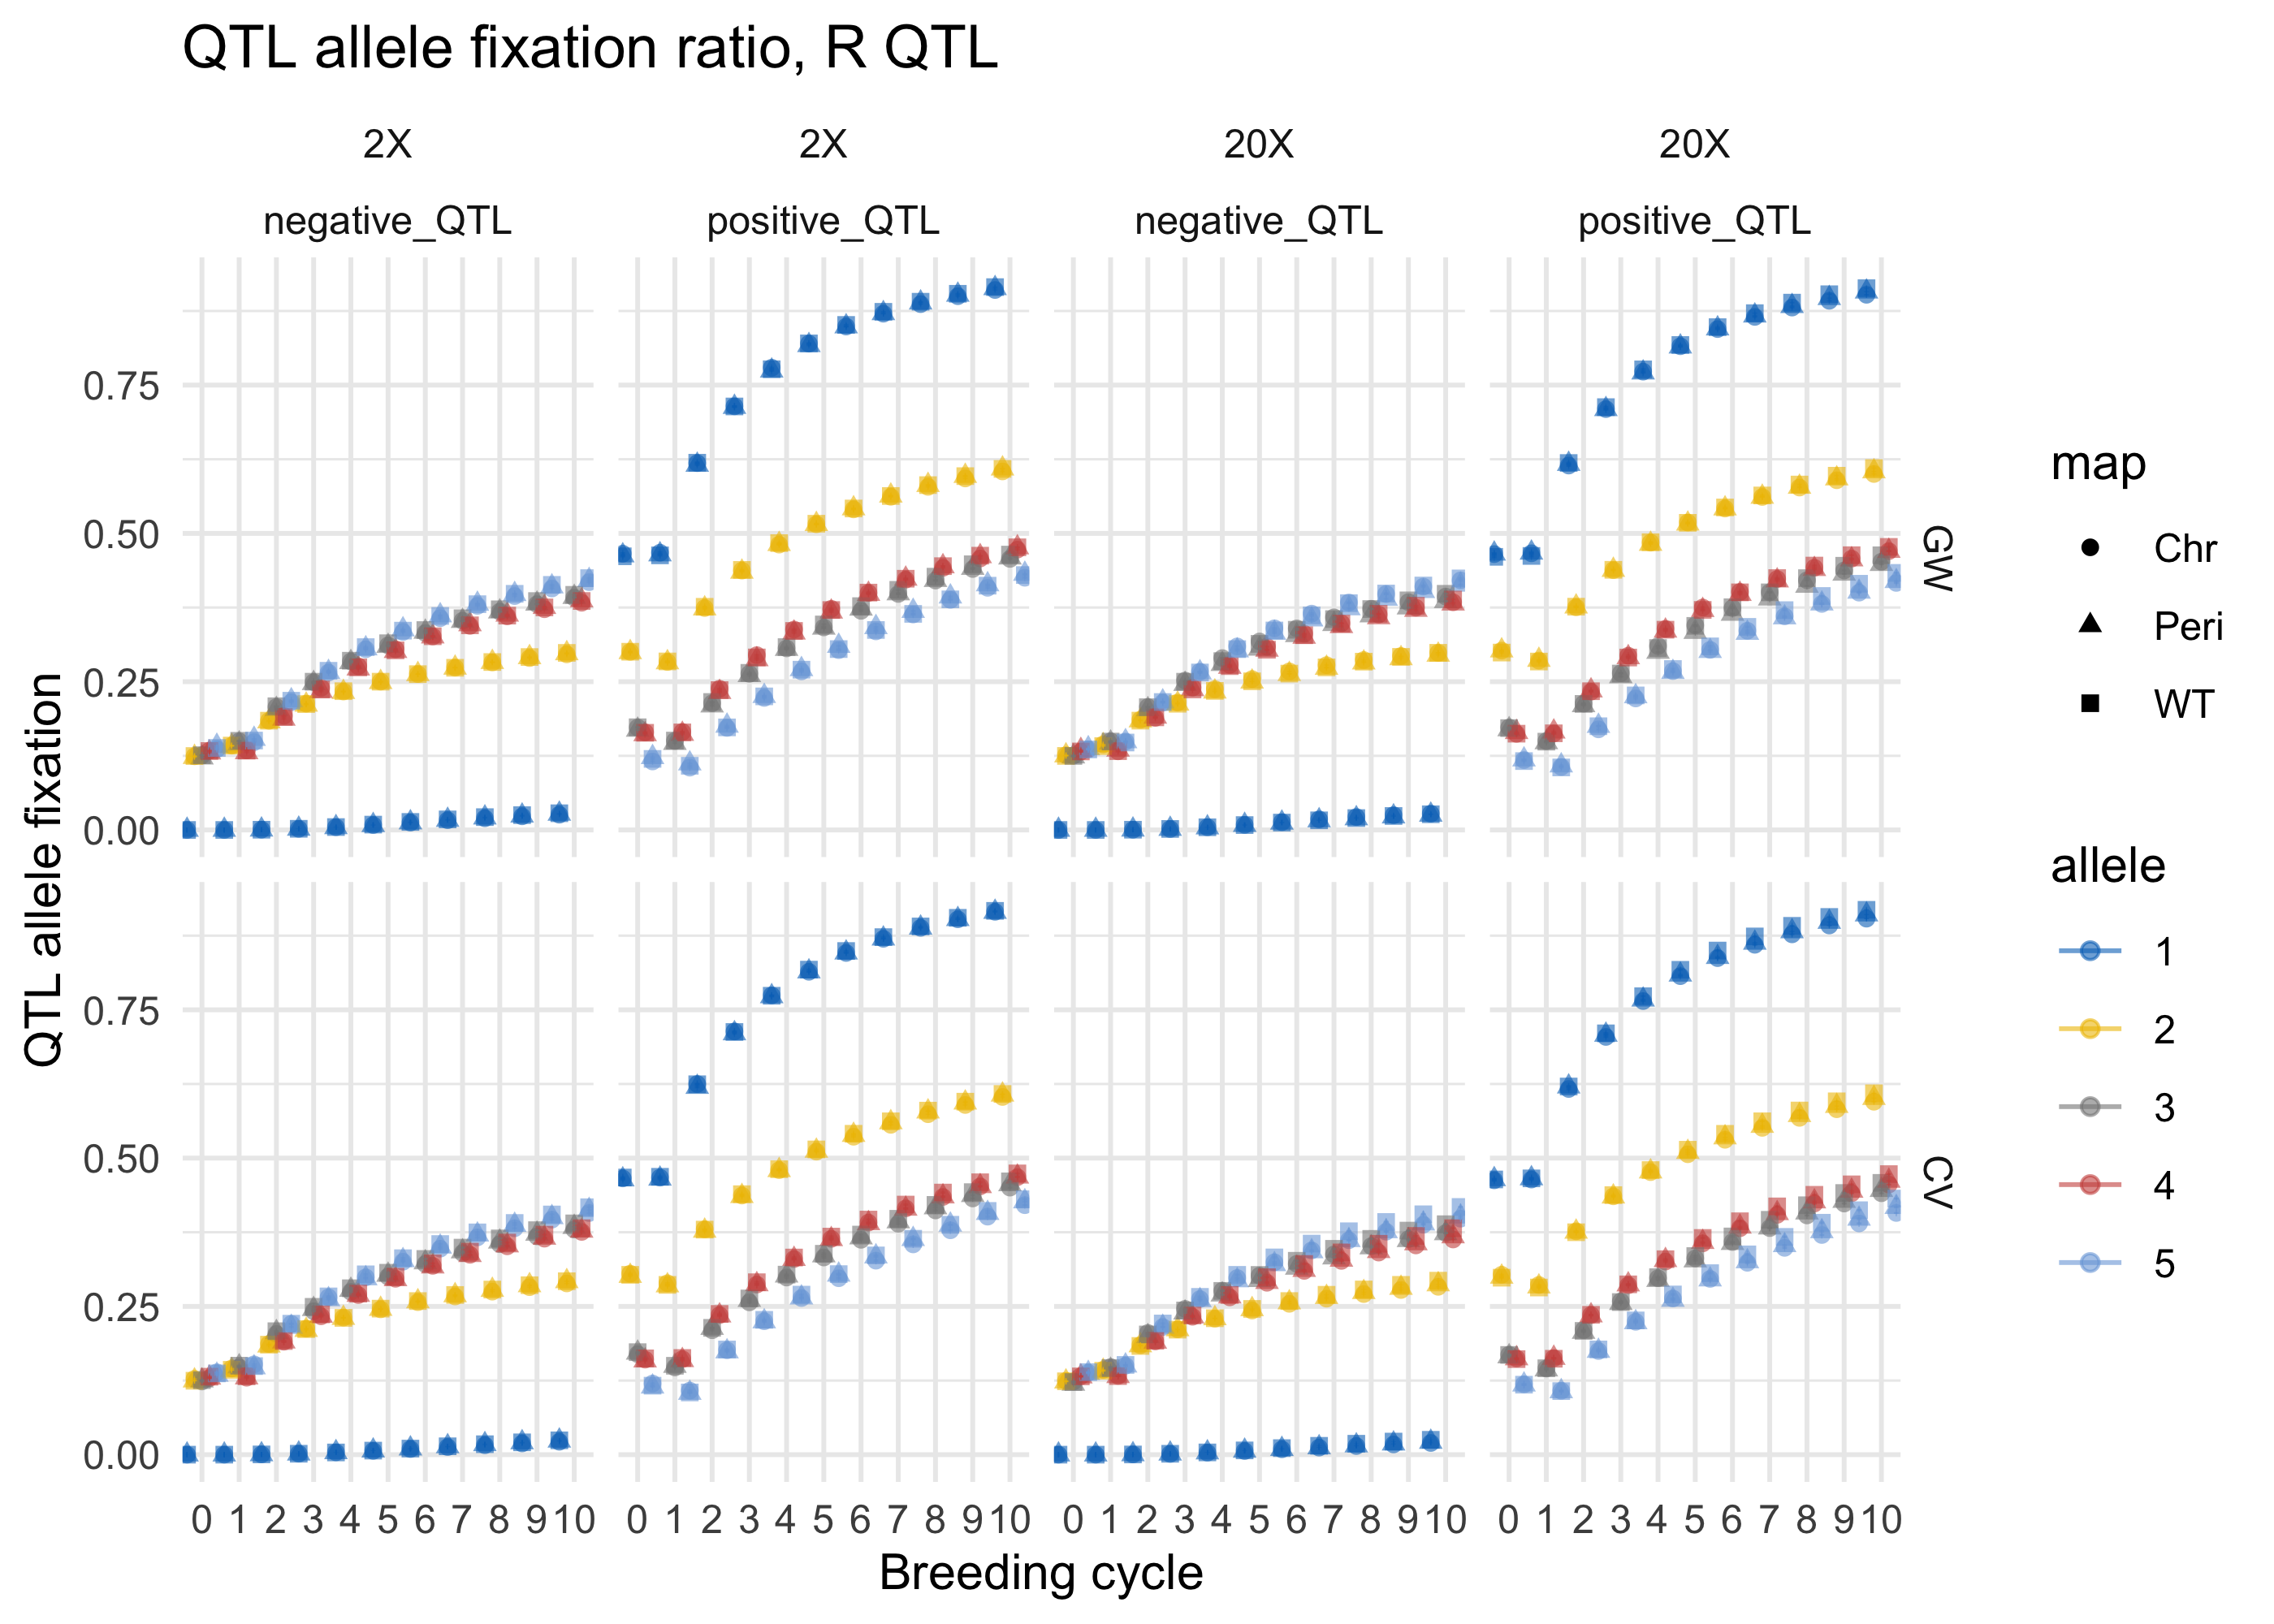 QTL allele fixation ratio, R QTL
2X 2X 20X 20X
negative_QTL positive_QTL negative_QTL positive_QTL
QTL allele fixation
0.75
0.50
0.25
0.00
GW
0.75
0.50
0.25
0.00
CV
0 1 2 3 4 5 6 7 8 9 10 0 1 2 3 4 5 6 7 8 9 10 0 1 2 3 4 5 6 7 8 9 10 0 1 2 3 4 5 6 7 8 9 10
Breeding cycle
map
Chr
Peri
WT
allele
1
2
3
4
5